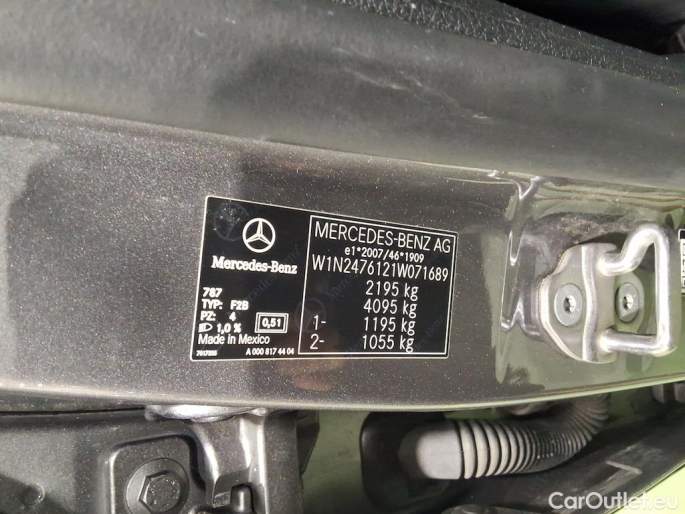 MERCEDES-BENZ AG
e1*2007/46*1909
W1N2476121W071689
2195 kg
4095 kg
1- 1195 kg
2- 1055 kg
Mercedes-Benz
787
TYP: F2B
PZ: 4
1,0 % 0,51
Made in Mexico
A 000 817 44 04
CarOutlet.eu